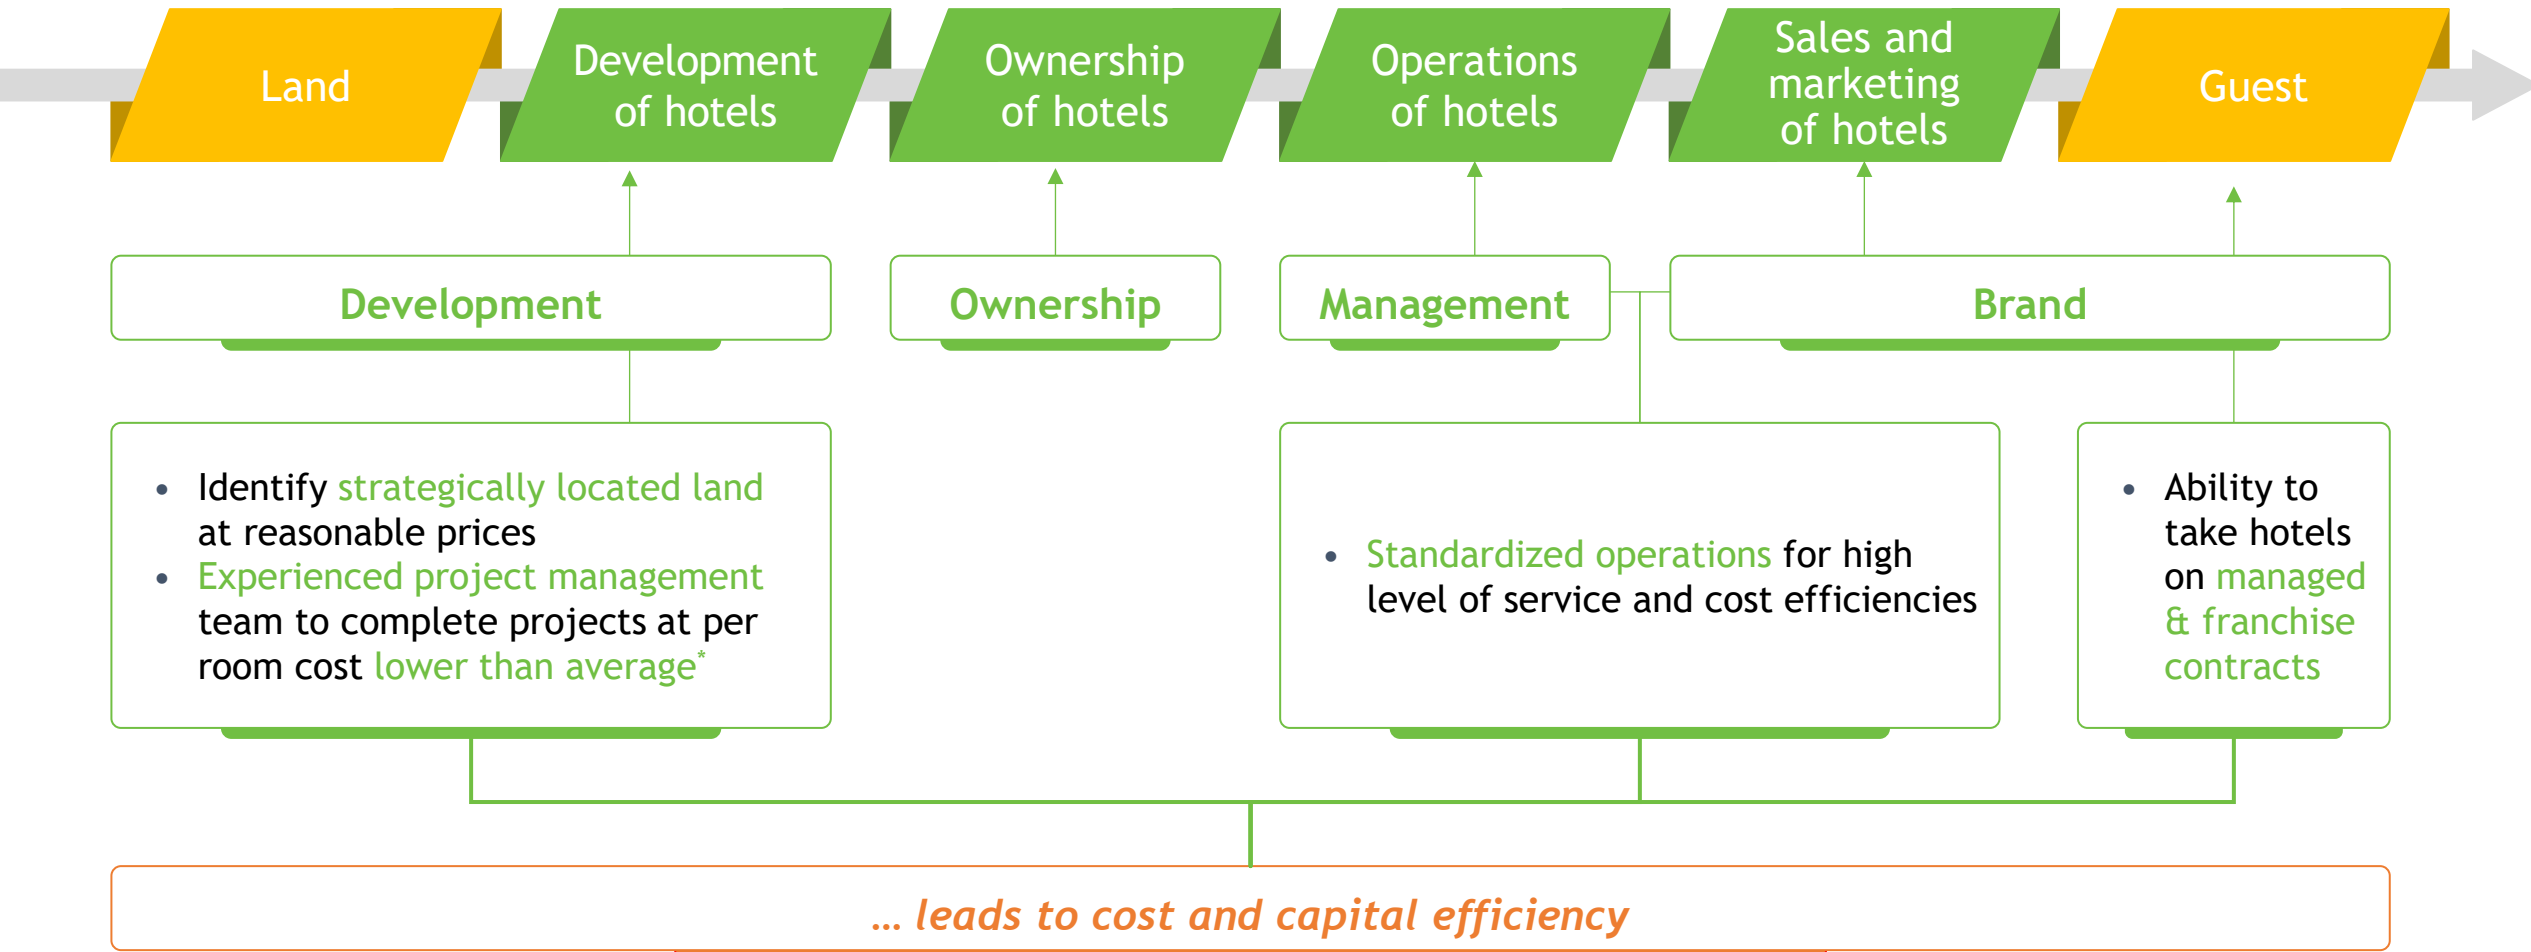 Land
Development
of hotels
Ownership
of hotels
Operations
of hotels
Sales and
marketing
of hotels
Guest
Development
Ownership
Management
Brand
• Identify strategically located land
at reasonable prices
• Experienced project management
team to complete projects at per
room cost lower than average*
• Standardized operations for high
level of service and cost efficiencies
• Ability to
take hotels
on managed
& franchise
contracts
... leads to cost and capital efficiency